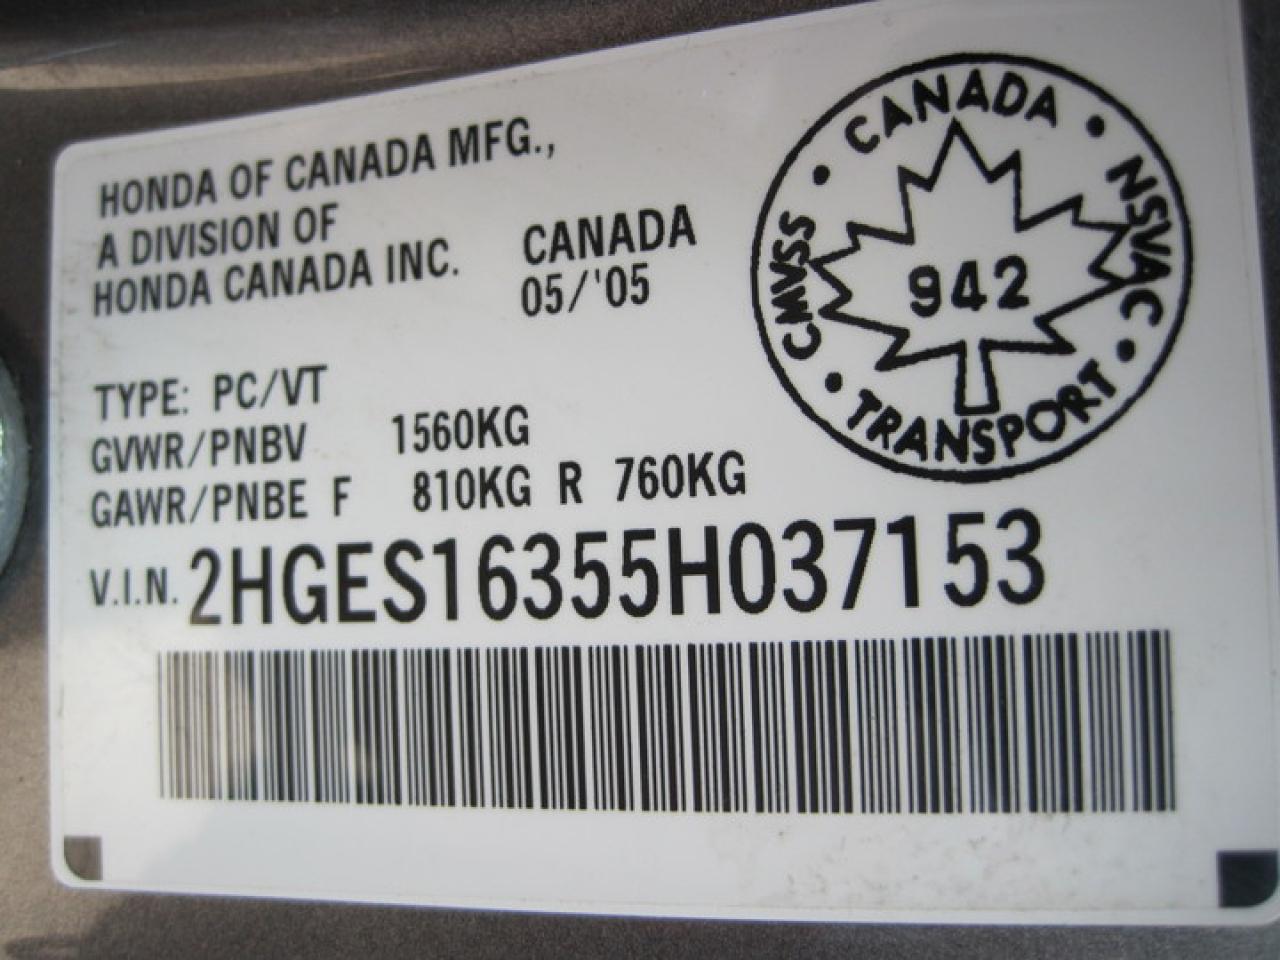 HONDA OF CANADA MFG.,
A DIVISION OF
HONDA CANADA INC.
CANADA
05/'05
TYPE: PC/VT
GVWR/PNBV 1560KG
GAWR/PNBE F 810KG R 760KG
V.I.N. 2HGES16355H037153
CANADA • NSVAC • TRANSPORT • CMVSS •
942